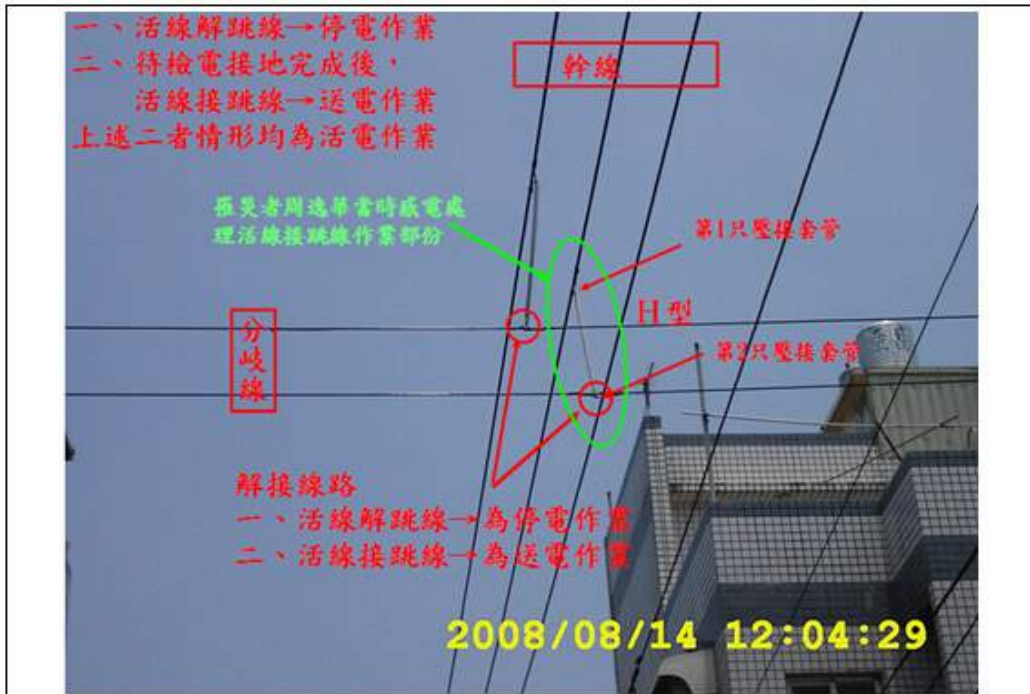 一、活線解跳線→停電作業
二、待檢電接地完成後，
活線接跳線→送電作業
上述二者情形均為活電作業
幹線
罹災者周逸華當時感電處
理活線接跳線作業部份
第1只壓接套管
H型
分歧線
第2只壓接套管
解接線路
一、活線解跳線→為停電作業
二、活線接跳線→為送電作業
2008/08/14 12:04:29